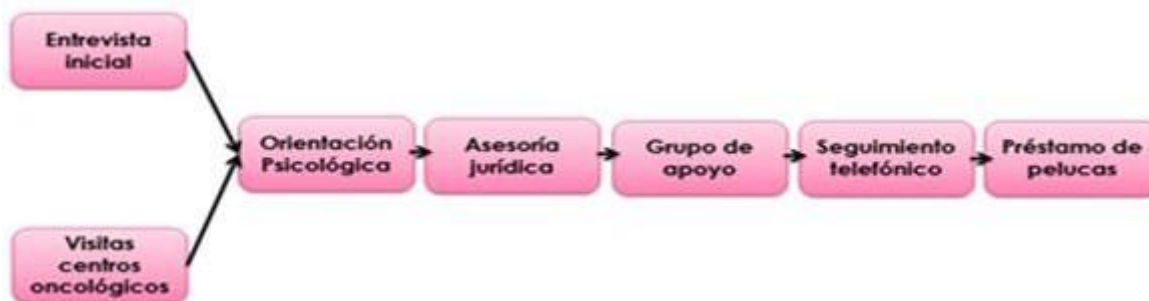 Entrevista
inicial
Visitas
centros
oncológicos
Orientación
Psicológica
Asesoría
jurídica
Grupo de
apoyo
Seguimiento
telefónico
Préstamo de
pelucas